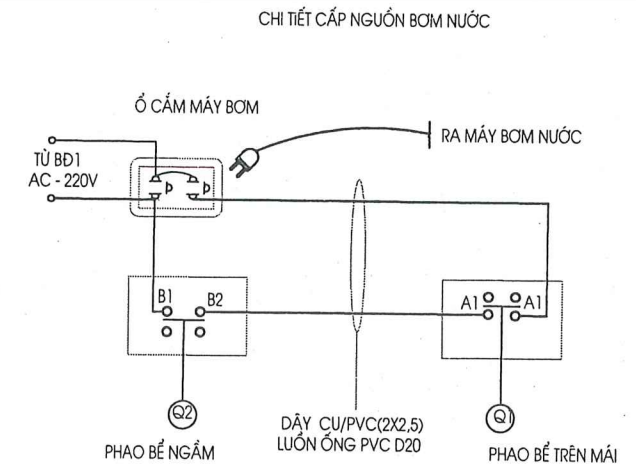 CHI TIẾT CẤP NGUỒN BƠM NƯỚC
Ổ CẮM MÁY BƠM
RA MÁY BƠM NƯỚC
TỪ BĐ1
AC - 220V
B1
B2
A1
A1
Q2
Q1
DÂY CU/PVC(2X2,5)
LUỒN ỐNG PVC D20
PHAO BỂ NGẦM
PHAO BỂ TRÊN MÁI